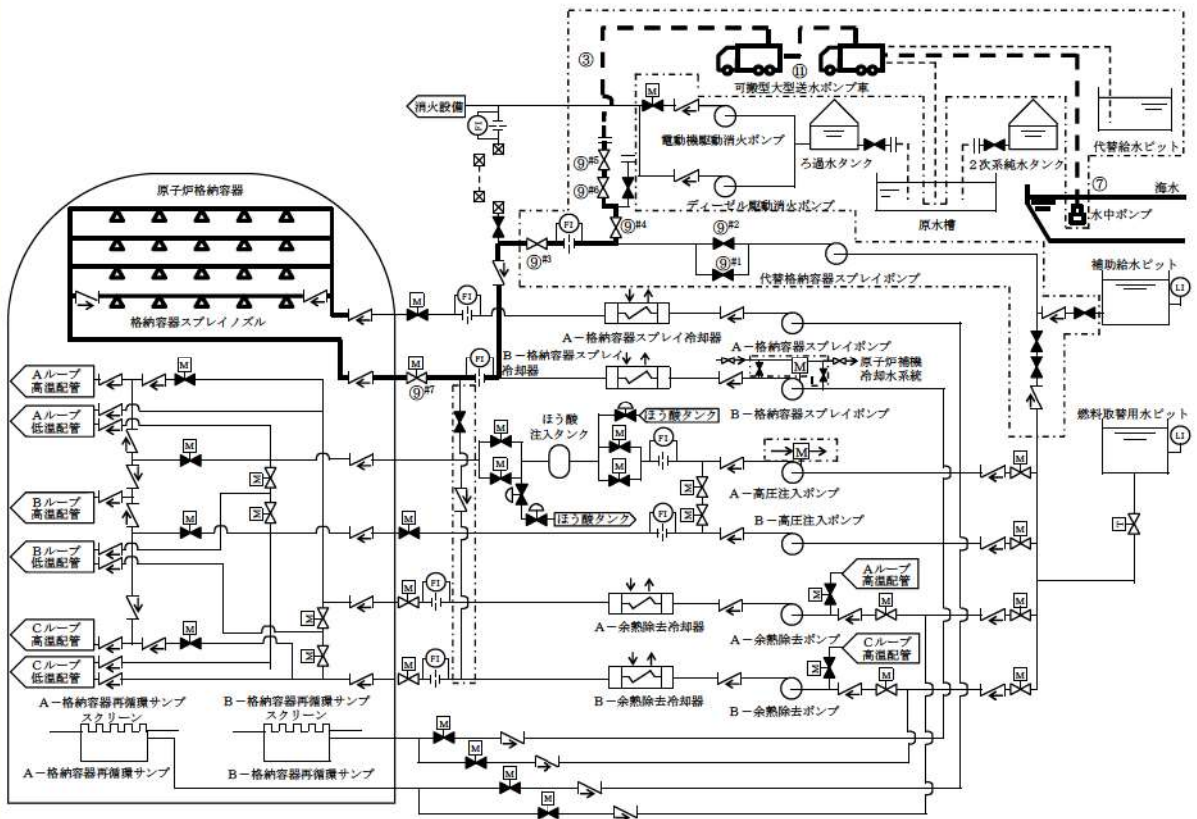 ③
⑪
可搬型大型送水ポンプ車
消火設備
M
FI
電動機駆動消火ポンプ
ろ過水タンク
2次系純水タンク
代替給水ピット
⑨#5
⑨#6
ディーゼル駆動消火ポンプ
原水槽
⑦
海水
水中ポンプ
原子炉格納容器
⑨#4
FI
⑨#3
⑨#2
⑨#1
代替格納容器スプレイポンプ
補助給水ピット
LI
格納容器スプレイノズル
M
FI
A-格納容器スプレイ冷却器
A-格納容器スプレイポンプ
B-格納容器スプレイ
冷却器
M
原子炉補機
冷却水系統
M
FI
⑨#7
B-格納容器スプレイポンプ
Aループ
高温配管
M
Aループ
低温配管
ほう酸
注入タンク
ほう酸タンク
燃料取替用水ピット
LI
M
M
M
FI
M
M
M
M
M
A-高圧注入ポンプ
M
Bループ
高温配管
M
M
ほう酸タンク
M
M
M
FI
B-高圧注入ポンプ
M
T
Bループ
低温配管
Aループ
高温配管
M
FI
M
M
M
M
A-余熱除去冷却器
A-余熱除去ポンプ
Cループ
高温配管
M
M
Cループ
高温配管
Cループ
低温配管
M
FI
M
M
M
B-余熱除去冷却器
B-余熱除去ポンプ
A-格納容器再循環サンプ
スクリーン
B-格納容器再循環サンプ
スクリーン
M
M
A-格納容器再循環サンプ
B-格納容器再循環サンプ
M
M